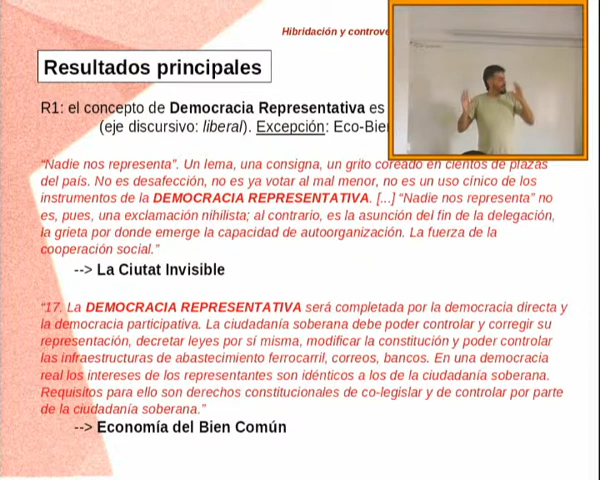 Hibridación y
Resultados principales
R1: el concepto de Democracia Representativa es
(eje discursivo: liberal). Excepción:
“Nadie nos representa”. Un lema, una consigna, un grito coreado en cientos de plazas
del país. No es desafección, no es ya votar al mal menor, no es un uso cínico de los
instrumentos de la DEMOCRACIA REPRESENTATIVA. [...] “Nadie nos representa” no
es, pues, una exclamación nihilista; al contrario, es la asunción del fin de la delegación,
la grieta por donde emerge la capacidad de autoorganización. La fuerza de la
cooperación social.”
--> La Ciutat Invisible
“17. La DEMOCRACIA REPRESENTATIVA será completada por la democracia directa y
la democracia participativa. La ciudadanía soberana debe poder controlar y corregir su
representación, decretar leyes por sí misma, modificar la constitución y poder controlar
las infraestructuras de abastecimiento ferrocarril, correos, bancos. En una democracia
real los intereses de los representantes son idénticos a los de la ciudadanía soberana.
Requisitos para ello son derechos constitucionales de co-legislar y de controlar por parte
de la ciudadanía soberana.”
--> Economía del Bien Común